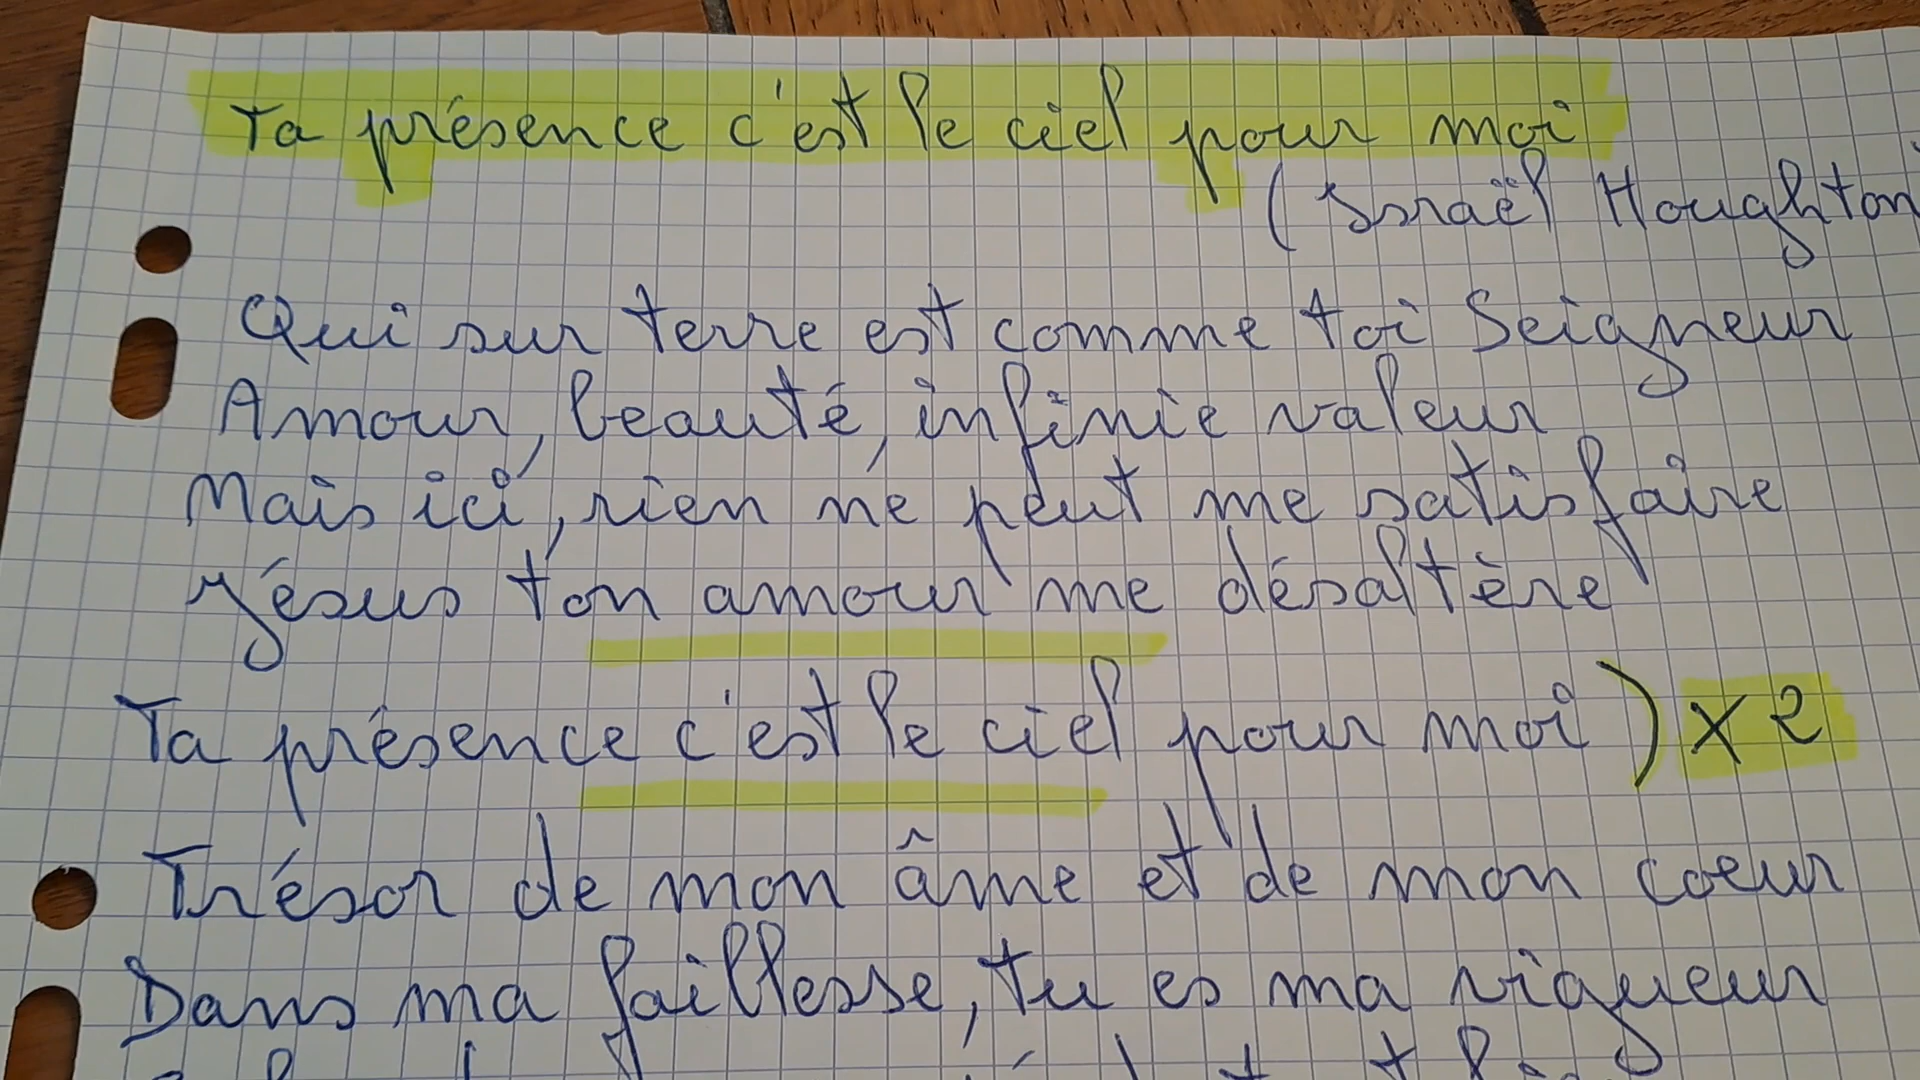 Ta présence c'est le ciel pour moi
(Israël Houghton
Qui sur terre est comme toi Seigneur
Amour, beauté, infinie valeur
Mais ici, rien ne peut me satisfaire
Jésus ton amour me désaltère
Ta présence c'est le ciel pour moi) x 2
Trésor de mon âme et de mon coeur
Dans ma faillesse, tu es ma vigueur